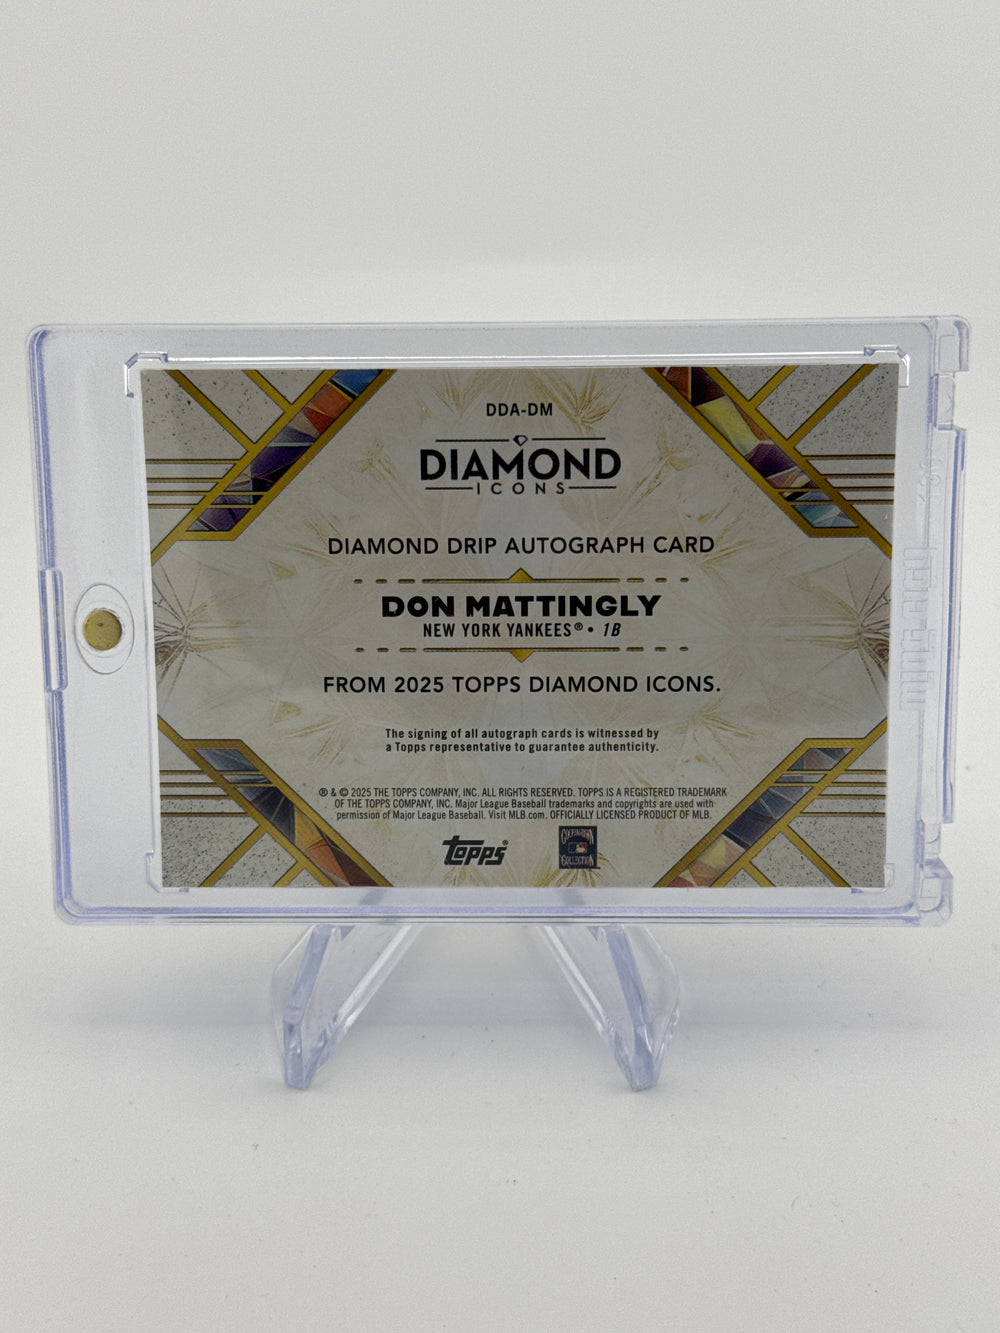 DDA-DM
DIAMOND
ICONS
DIAMOND DRIP AUTOGRAPH CARD
DON MATTINGLY
NEW YORK YANKEES® • 1B
FROM 2025 TOPPS DIAMOND ICONS.
The signing of all autograph cards is witnessed by
a Topps representative to guarantee authenticity.
® & © 2025 THE TOPPS COMPANY, INC. ALL RIGHTS RESERVED. TOPPS IS A REGISTERED TRADEMARK
OF THE TOPPS COMPANY, INC. Major League Baseball trademarks and copyrights are used with
permission of Major League Baseball. Visit MLB.com. OFFICIALLY LICENSED PRODUCT OF MLB.
topps®
COOPERSTOWN
COLLECTION